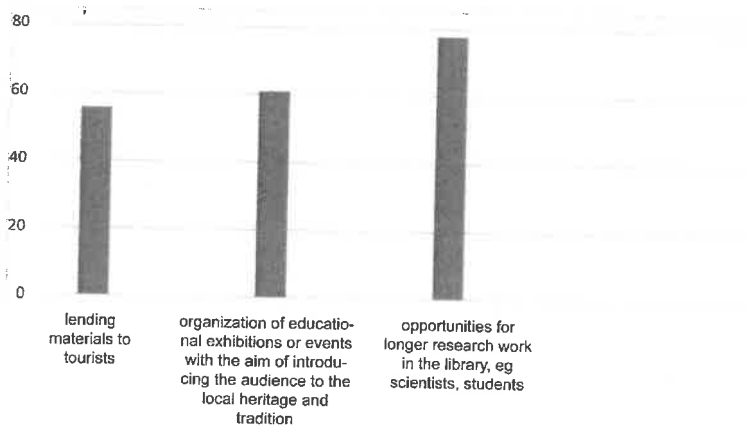 80
60
40
20
0
lending
materials to
tourists
organization of educatio-
nal exhibitions or events
with the aim of introdu-
cing the audience to the
local heritage and
tradition
opportunities for
longer research work
in the library, eg
scientists, students